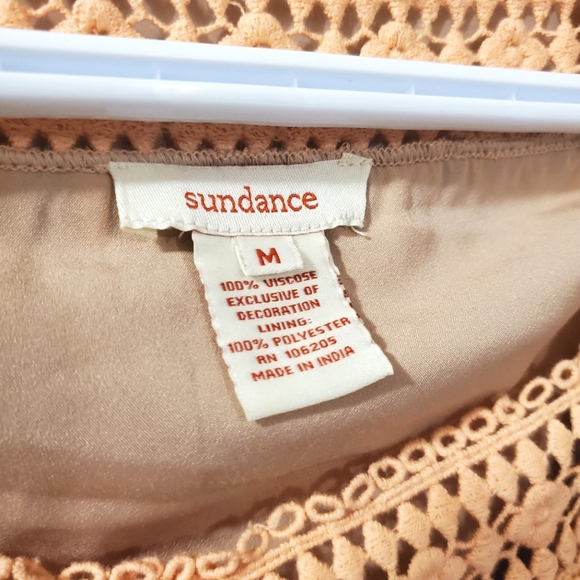 sundance
M
100% VISCOSE
EXCLUSIVE OF
DECORATION
LINING:
100% POLYESTER
RN 106205
MADE IN INDIA